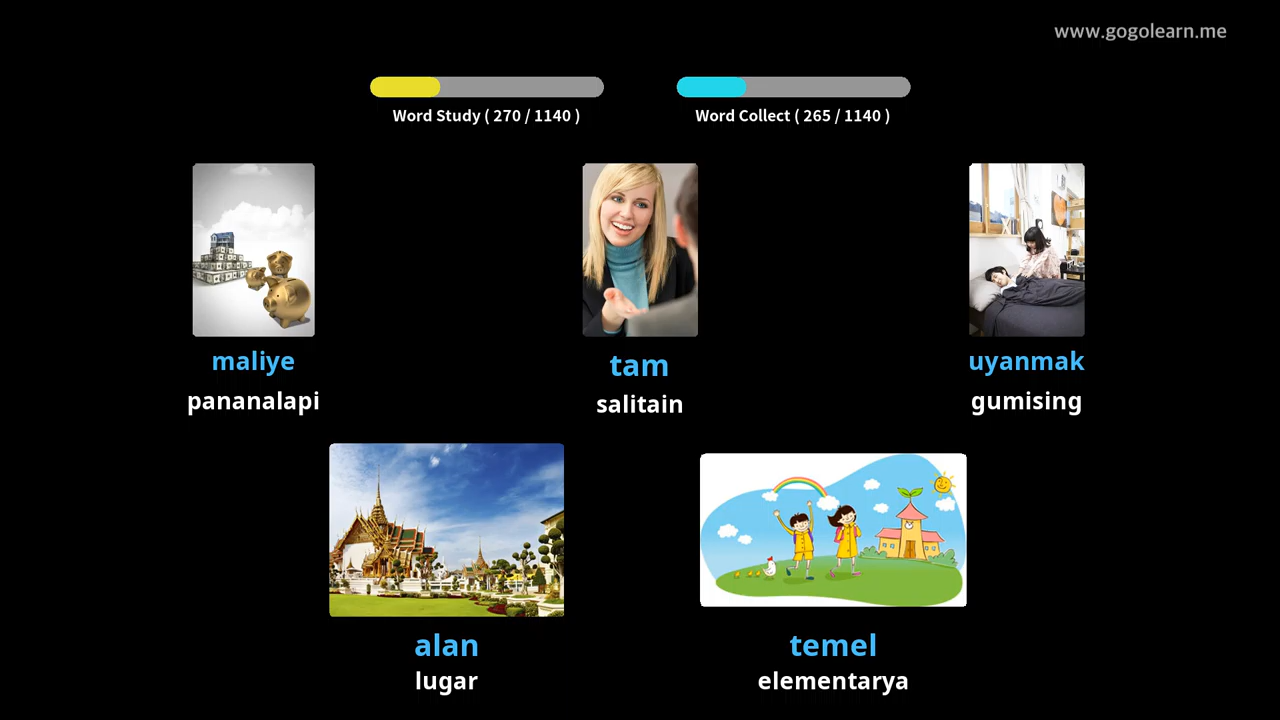 www.gogolearn.me
Word Study ( 270 / 1140 )
Word Collect ( 265 / 1140 )
maliye
pananalapi
tam
salitain
uyanmak
gumising
alan
lugar
temel
elementarya